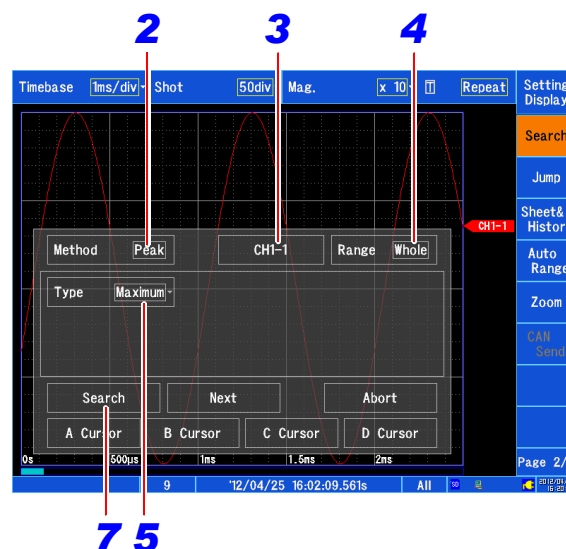 2 3 4
Timebase 1ms/div Shot 50div Mag. x 10 T Repeat
Setting
Display
Search
Jump
Sheet&
Histor
CH1-1
Method Peak CH1-1 Range Whole
Auto
Range
Type Maximum
Zoom
CAN
Send
Search Next Abort
A Cursor B Cursor C Cursor D Cursor
0s 500µs 1ms 1.5ms 2ms
Page 2/
9 '12/04/25 16:02:09.561s All SD
7 5